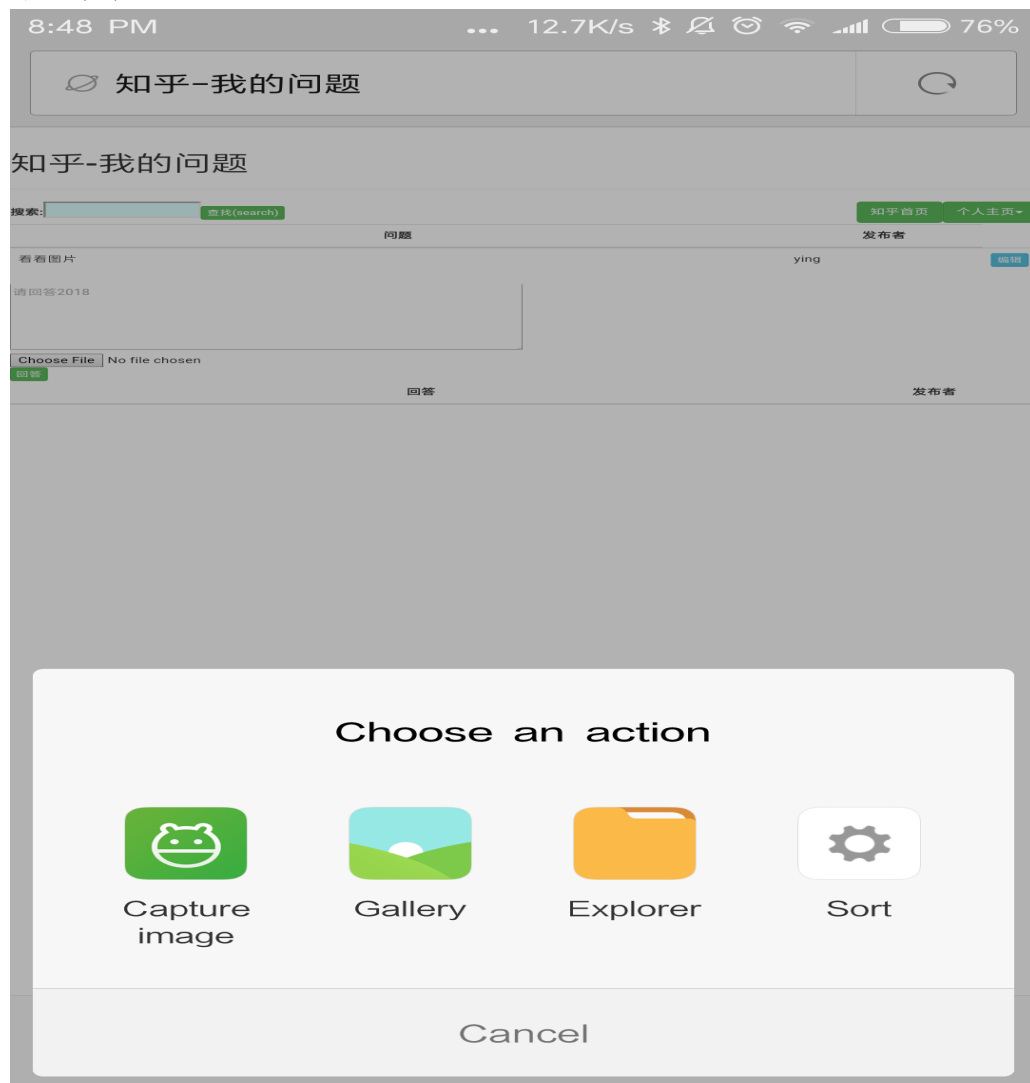 8:48 PM ... 12.7K/s 76%
知乎-我的问题
知乎-我的问题
搜索: 查找(search) 知乎首页 个人主页
问题 发布者
看看图片 ying 编辑
请回答2018
Choose File No file chosen
回答
回答 发布者
Choose an action
Capture image Gallery Explorer Sort
Cancel